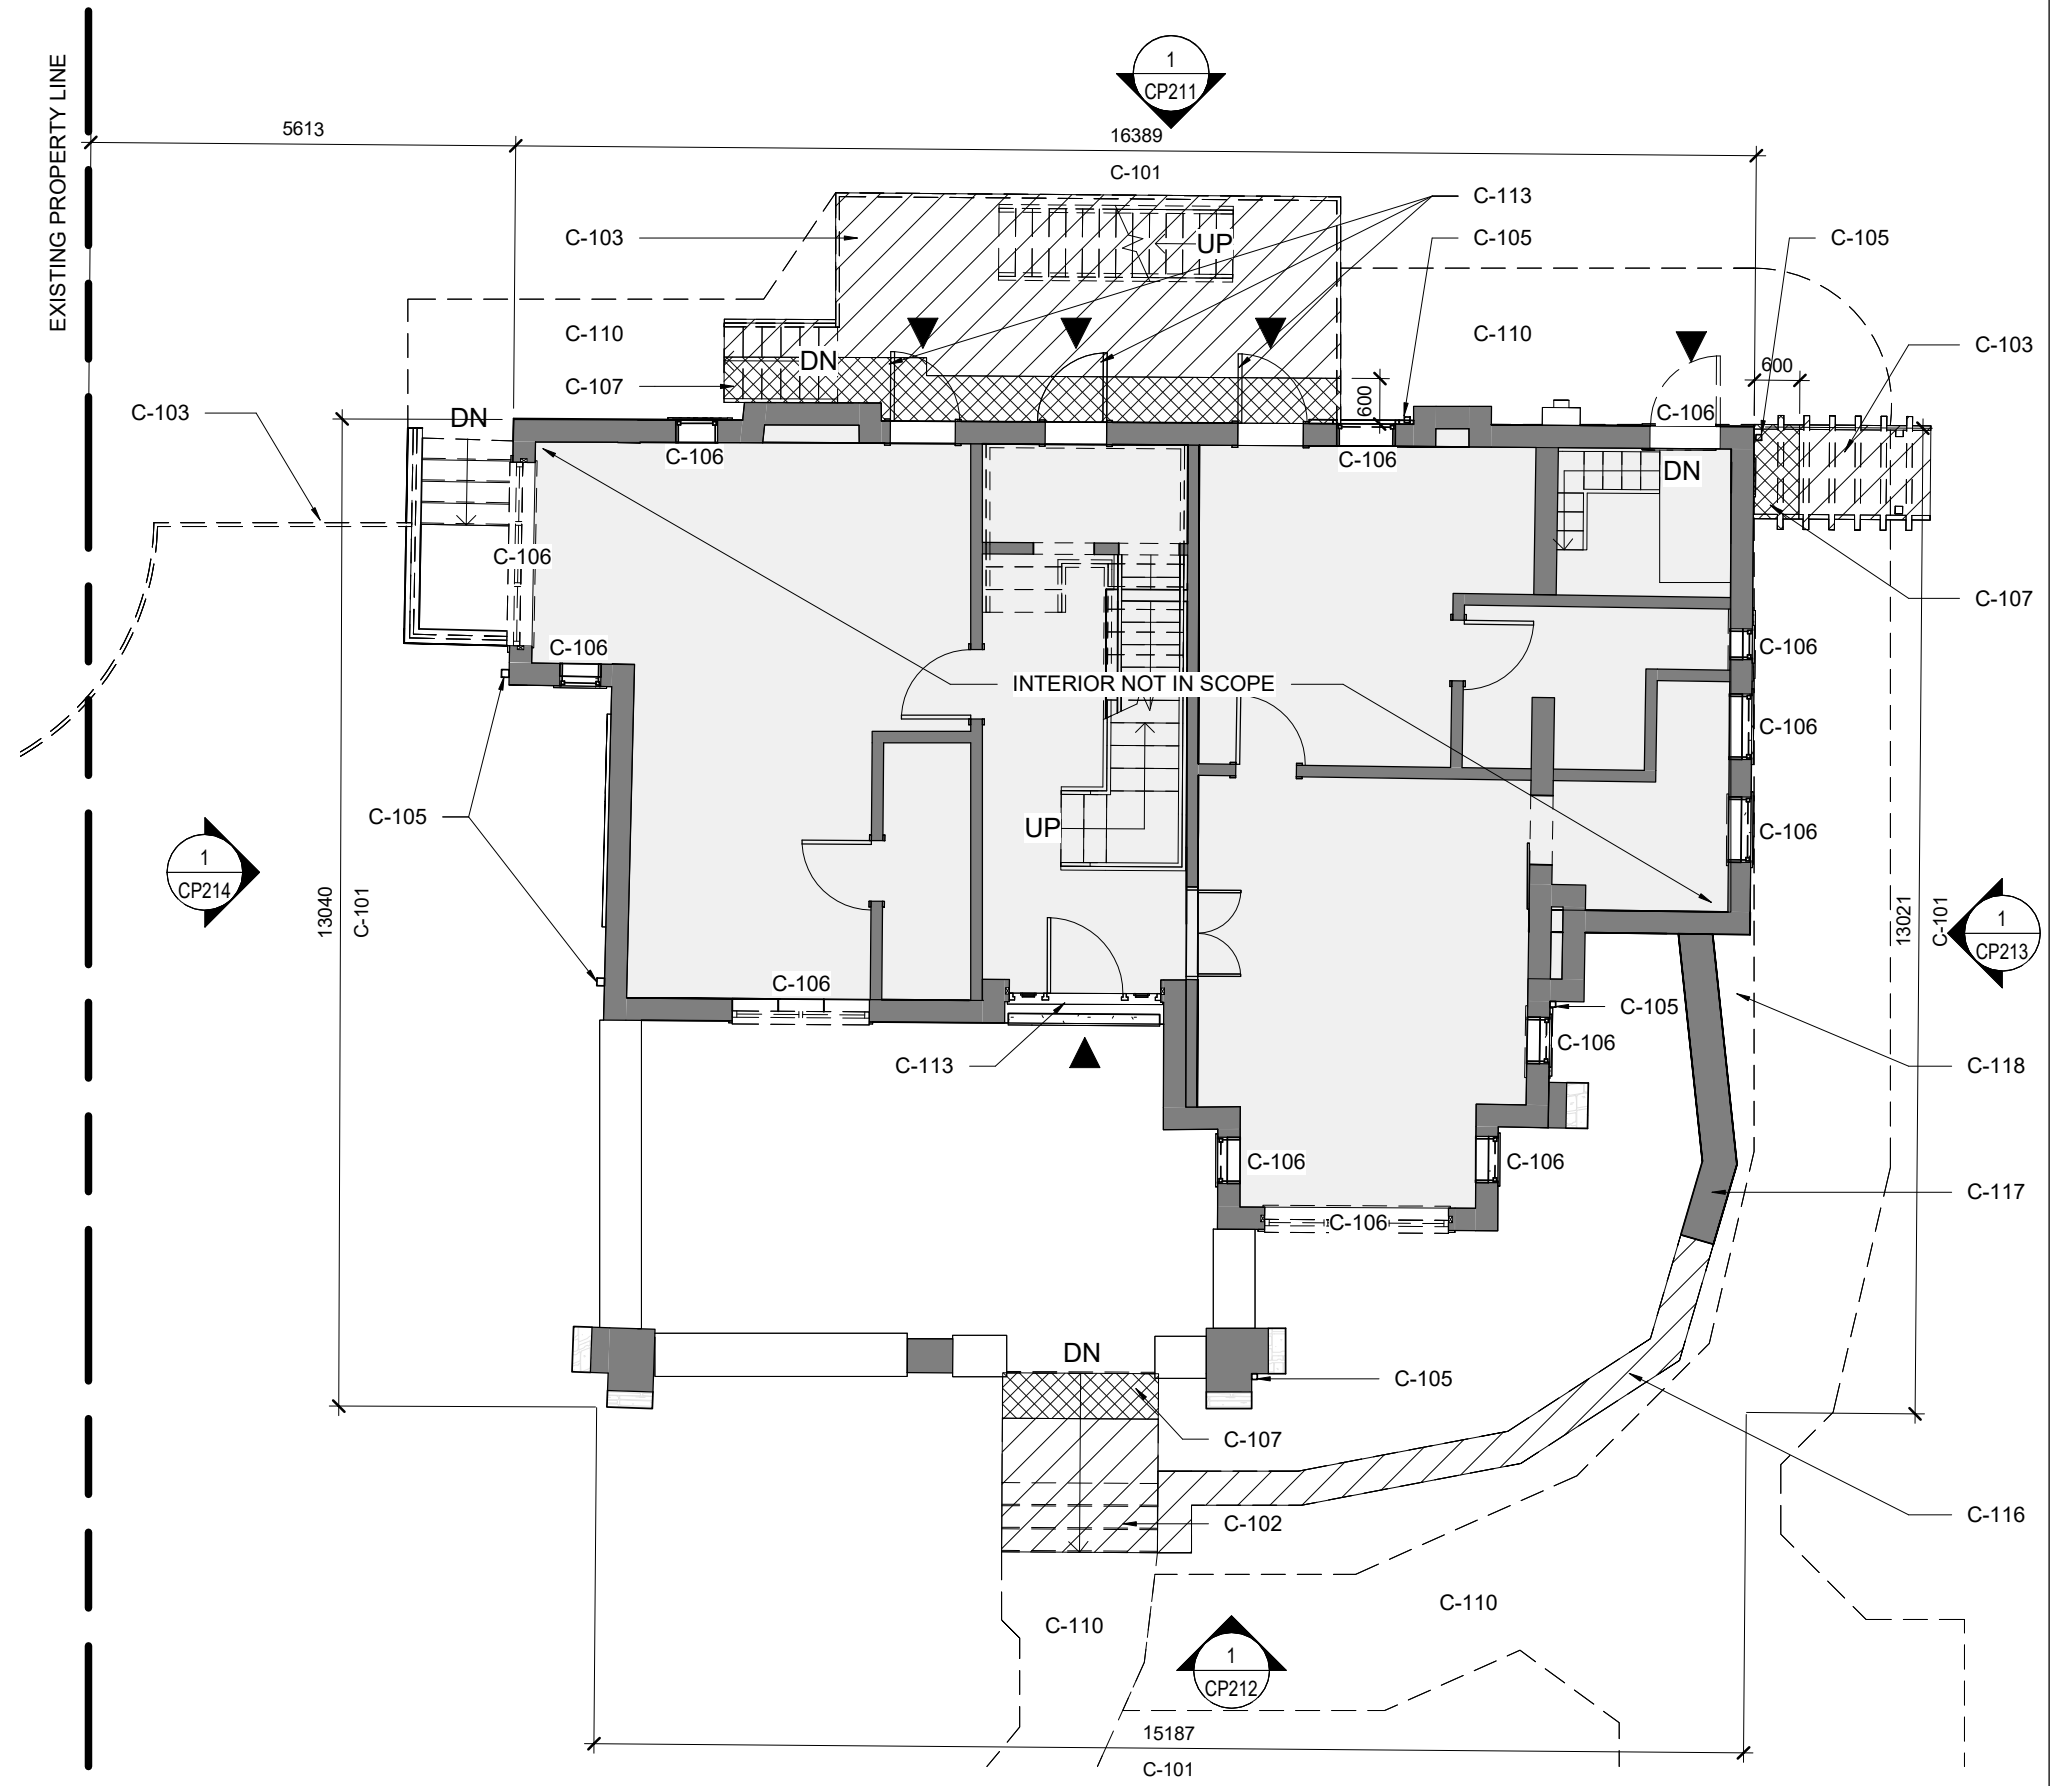 1
CP211
EXISTING PROPERTY LINE
5613
16389
C-101
C-113
C-103
UP
C-105
C-105
C-110
C-110
C-103
DN
600
C-107
600
C-103
DN
C-106
C-106
C-106
DN
C-106
C-107
C-106
C-106
INTERIOR NOT IN SCOPE
C-106
C-105
UP
C-106
1
CP214
13040
C-101
13021
C-101
1
CP213
C-106
C-105
C-106
C-113
C-118
C-106
C-106
C-117
C-106
DN
C-105
C-107
C-102
C-116
C-110
C-110
1
CP212
15187
C-101